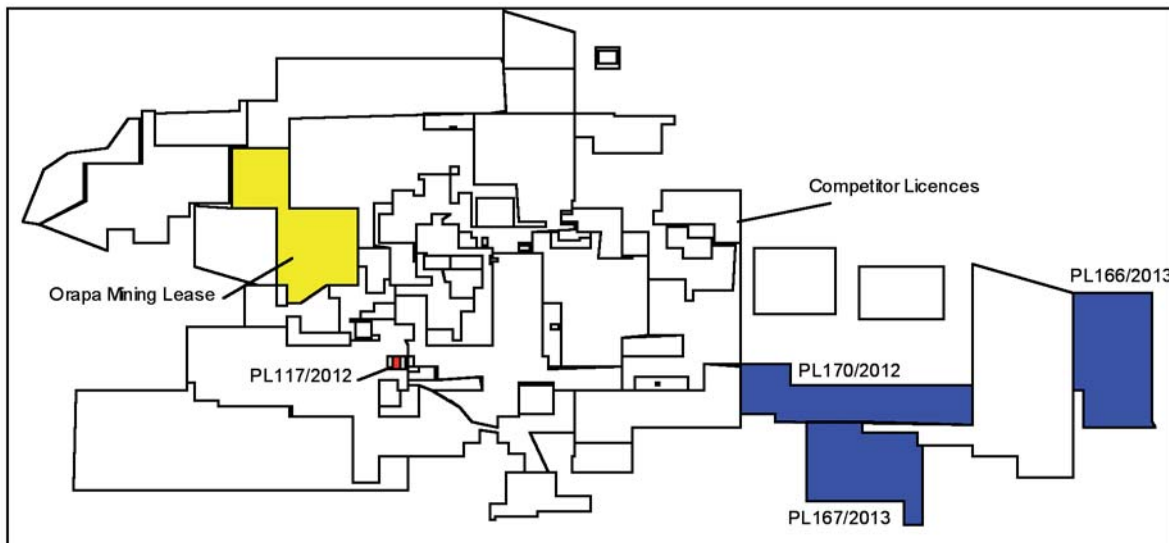 Competitor Licences
PL166/2013
Orapa Mining Lease
PL117/2012
PL170/2012
PL167/2013